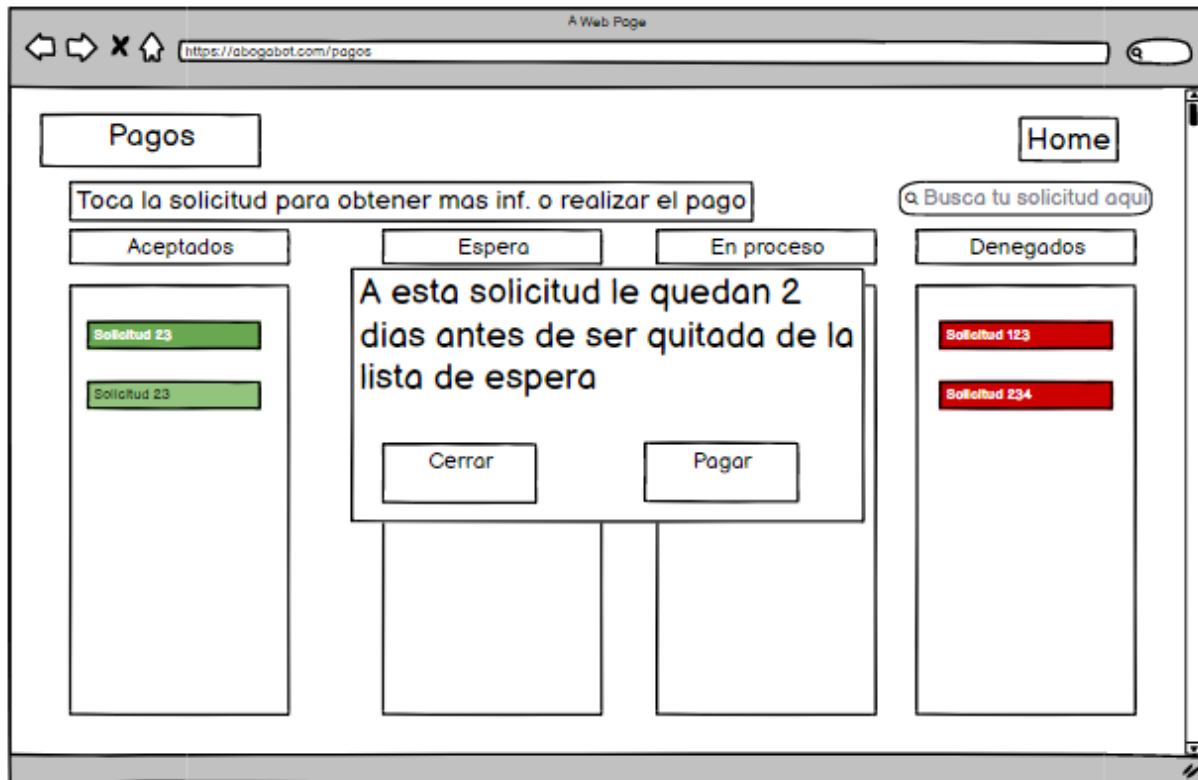 A Web Page
https://abogabot.com/pagos
Pagos
Home
Toca la solicitud para obtener mas inf. o realizar el pago
Busca tu solicitud aqui
Aceptados
Espera
En proceso
Denegados
A esta solicitud le quedan 2
dias antes de ser quitada de la
lista de espera
Cerrar
Pagar
Solicitud 23
Solicitud 23
Solicitud 123
Solicitud 234